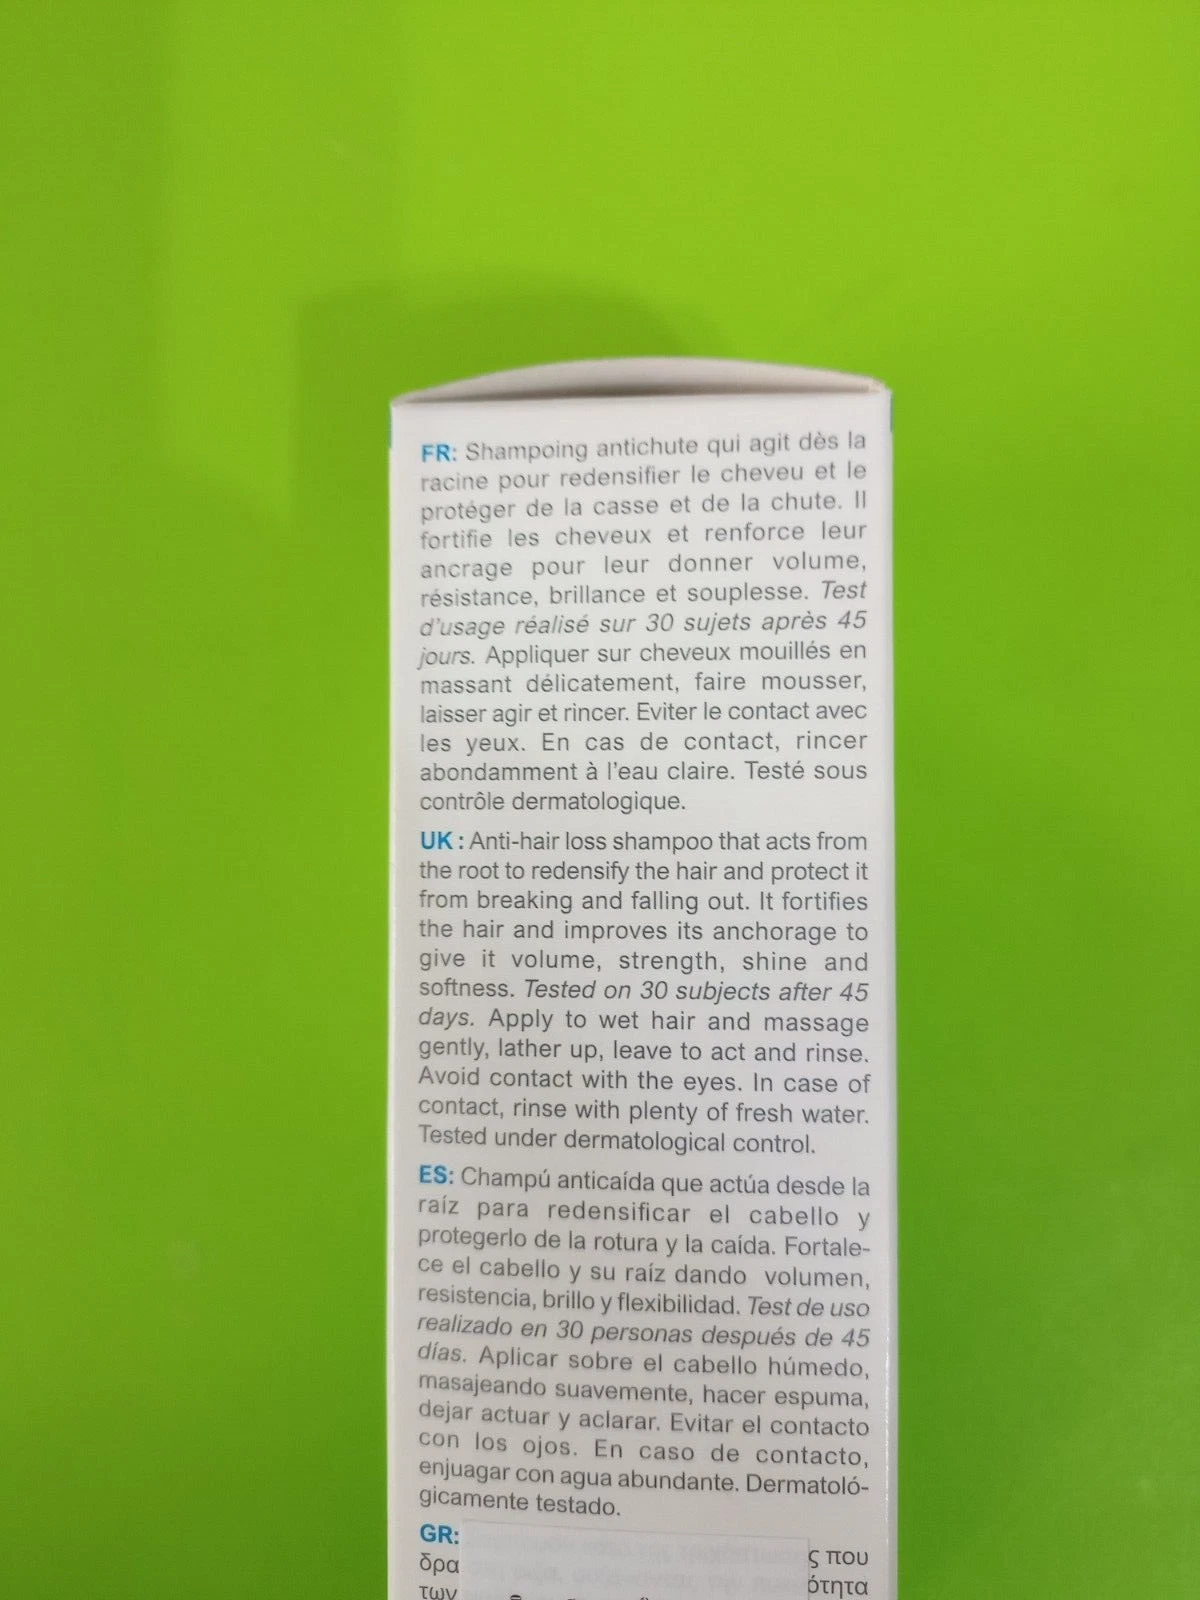 FR: Shampoing antichute qui agit dès la
racine pour redensifier le cheveu et le
protéger de la casse et de la chute. Il
fortifie les cheveux et renforce leur
ancrage pour leur donner volume,
résistance, brillance et souplesse. Test
d'usage réalisé sur 30 sujets après 45
jours. Appliquer sur cheveux mouillés en
massant délicatement, faire mousser,
laisser agir et rincer. Eviter le contact avec
les yeux. En cas de contact, rincer
abondamment à l'eau claire. Testé sous
contrôle dermatologique.
UK : Anti-hair loss shampoo that acts from
the root to redensify the hair and protect it
from breaking and falling out. It fortifies
the hair and improves its anchorage to
give it volume, strength, shine and
softness. Tested on 30 subjects after 45
days. Apply to wet hair and massage
gently, lather up, leave to act and rinse.
Avoid contact with the eyes. In case of
contact, rinse with plenty of fresh water.
Tested under dermatological control.
ES: Champú anticaída que actúa desde la
raíz para redensificar el cabello y
protegerlo de la rotura y la caída. Fortale-
ce el cabello y su raíz dando volumen,
resistencia, brillo y flexibilidad. Test de uso
realizado en 30 personas después de 45
días. Aplicar sobre el cabello húmedo,
masajeando suavemente, hacer espuma,
dejar actuar y aclarar. Evitar el contacto
con los ojos. En caso de contacto,
enjuagar con agua abundante. Dermatoló-
gicamente testado.
GR: ς που
δρα ότητα
των